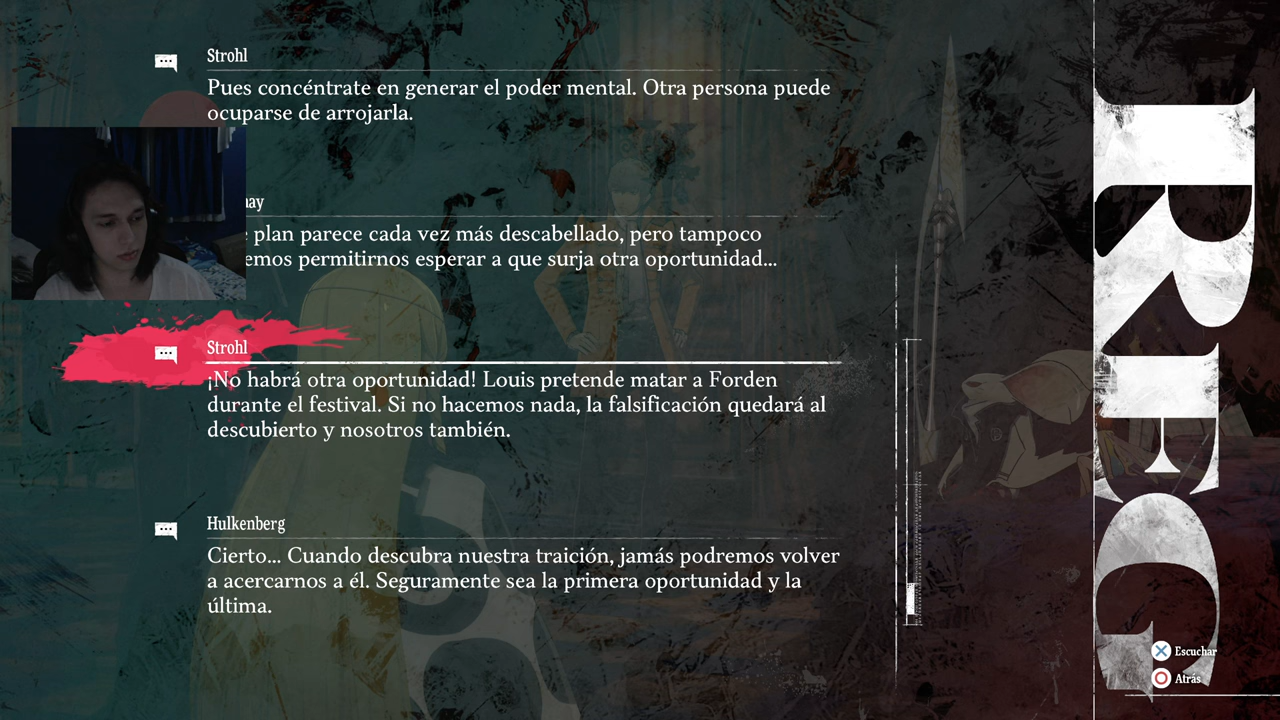 Strohl
Pues concéntrate en generar el poder mental. Otra persona puede
ocuparse de arrojarla.
plan parece cada vez más descabellado, pero tampoco
permitirnos esperar a que surja otra oportunidad...
Strohl
¡No habrá otra oportunidad! Louis pretende matar a Forden
durante el festival. Si no hacemos nada, la falsificación quedará al
descubierto y nosotros también.
Hulkenberg
Cierto... Cuando descubra nuestra traición, jamás podremos volver
a acercarnos a él. Seguramente sea la primera oportunidad y la
última.
Escuchar
Atrás